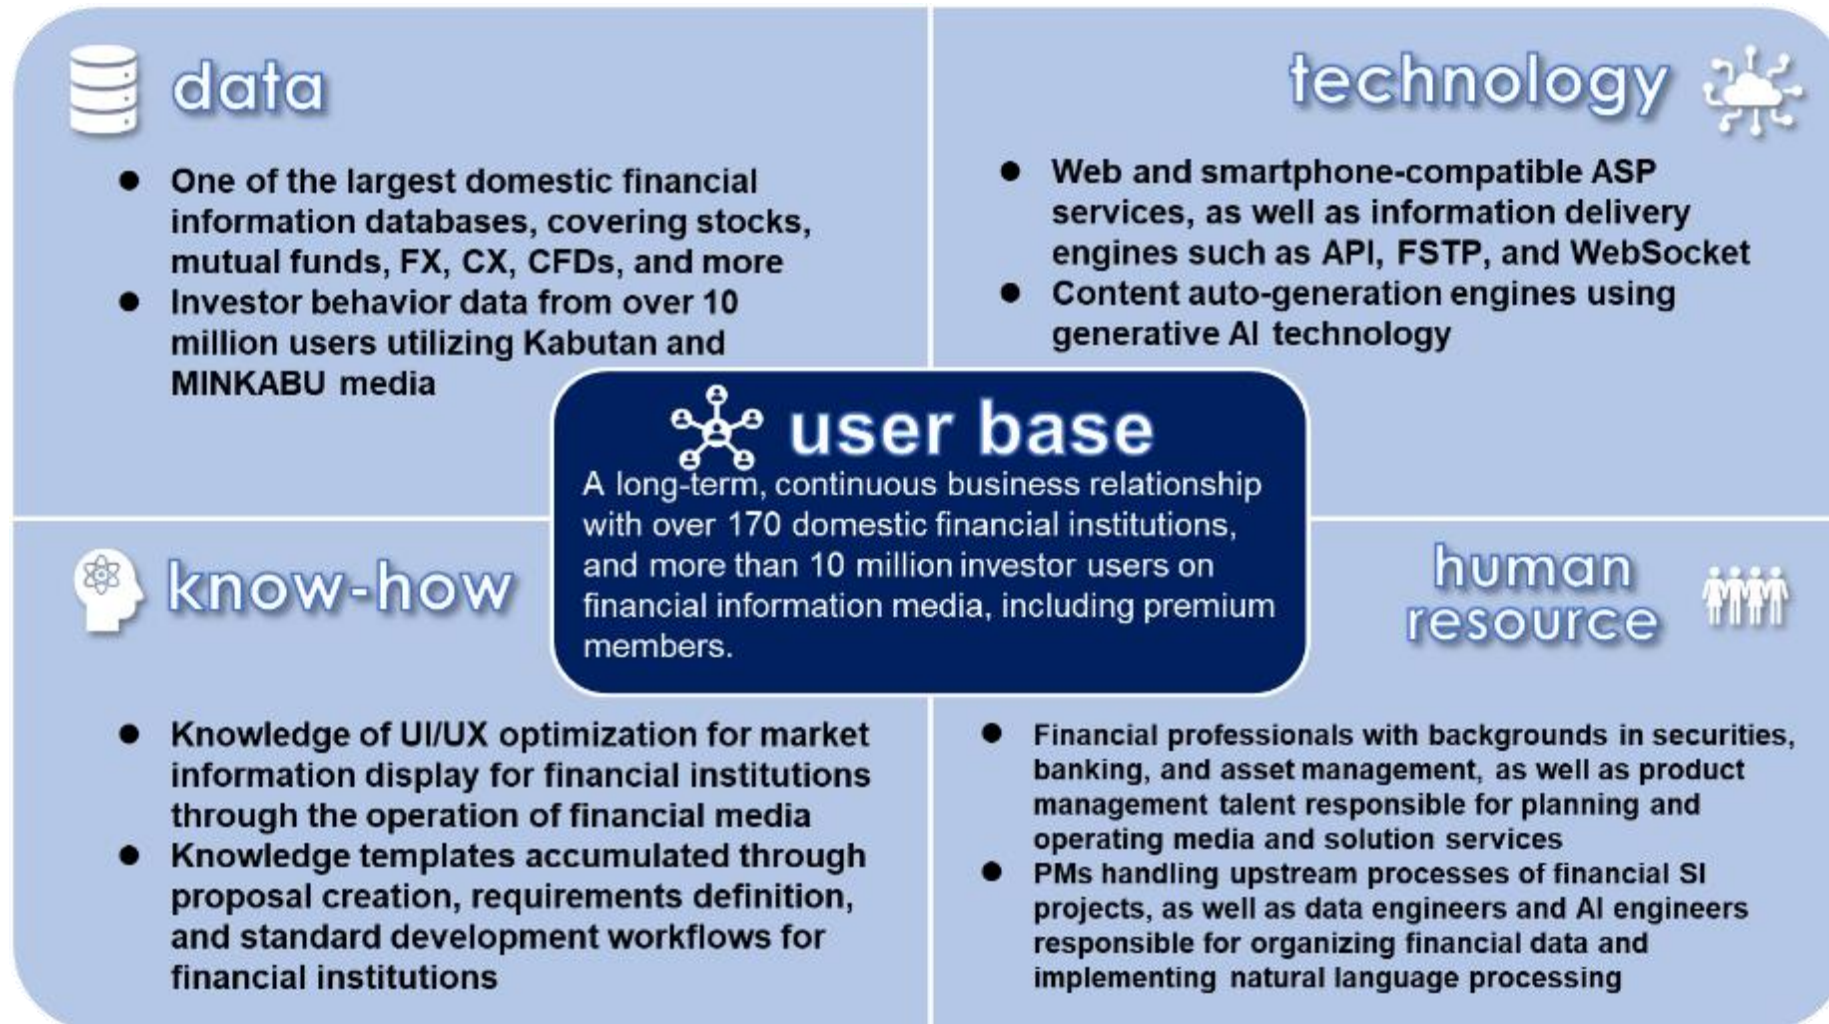 data
● One of the largest domestic financial
information databases, covering stocks,
mutual funds, FX, CX, CFDs, and more
● Investor behavior data from over 10
million users utilizing Kabutan and
MINKABU media
technology
● Web and smartphone-compatible ASP
services, as well as information delivery
engines such as API, FSTP, and WebSocket
● Content auto-generation engines using
generative AI technology
user base
A long-term, continuous business relationship
with over 170 domestic financial institutions,
and more than 10 million investor users on
financial information media, including premium
members.
know-how
● Knowledge of UI/UX optimization for market
information display for financial institutions
through the operation of financial media
● Knowledge templates accumulated through
proposal creation, requirements definition,
and standard development workflows for
financial institutions
human
resource
● Financial professionals with backgrounds in securities,
banking, and asset management, as well as product
management talent responsible for planning and
operating media and solution services
● PMs handling upstream processes of financial SI
projects, as well as data engineers and AI engineers
responsible for organizing financial data and
implementing natural language processing